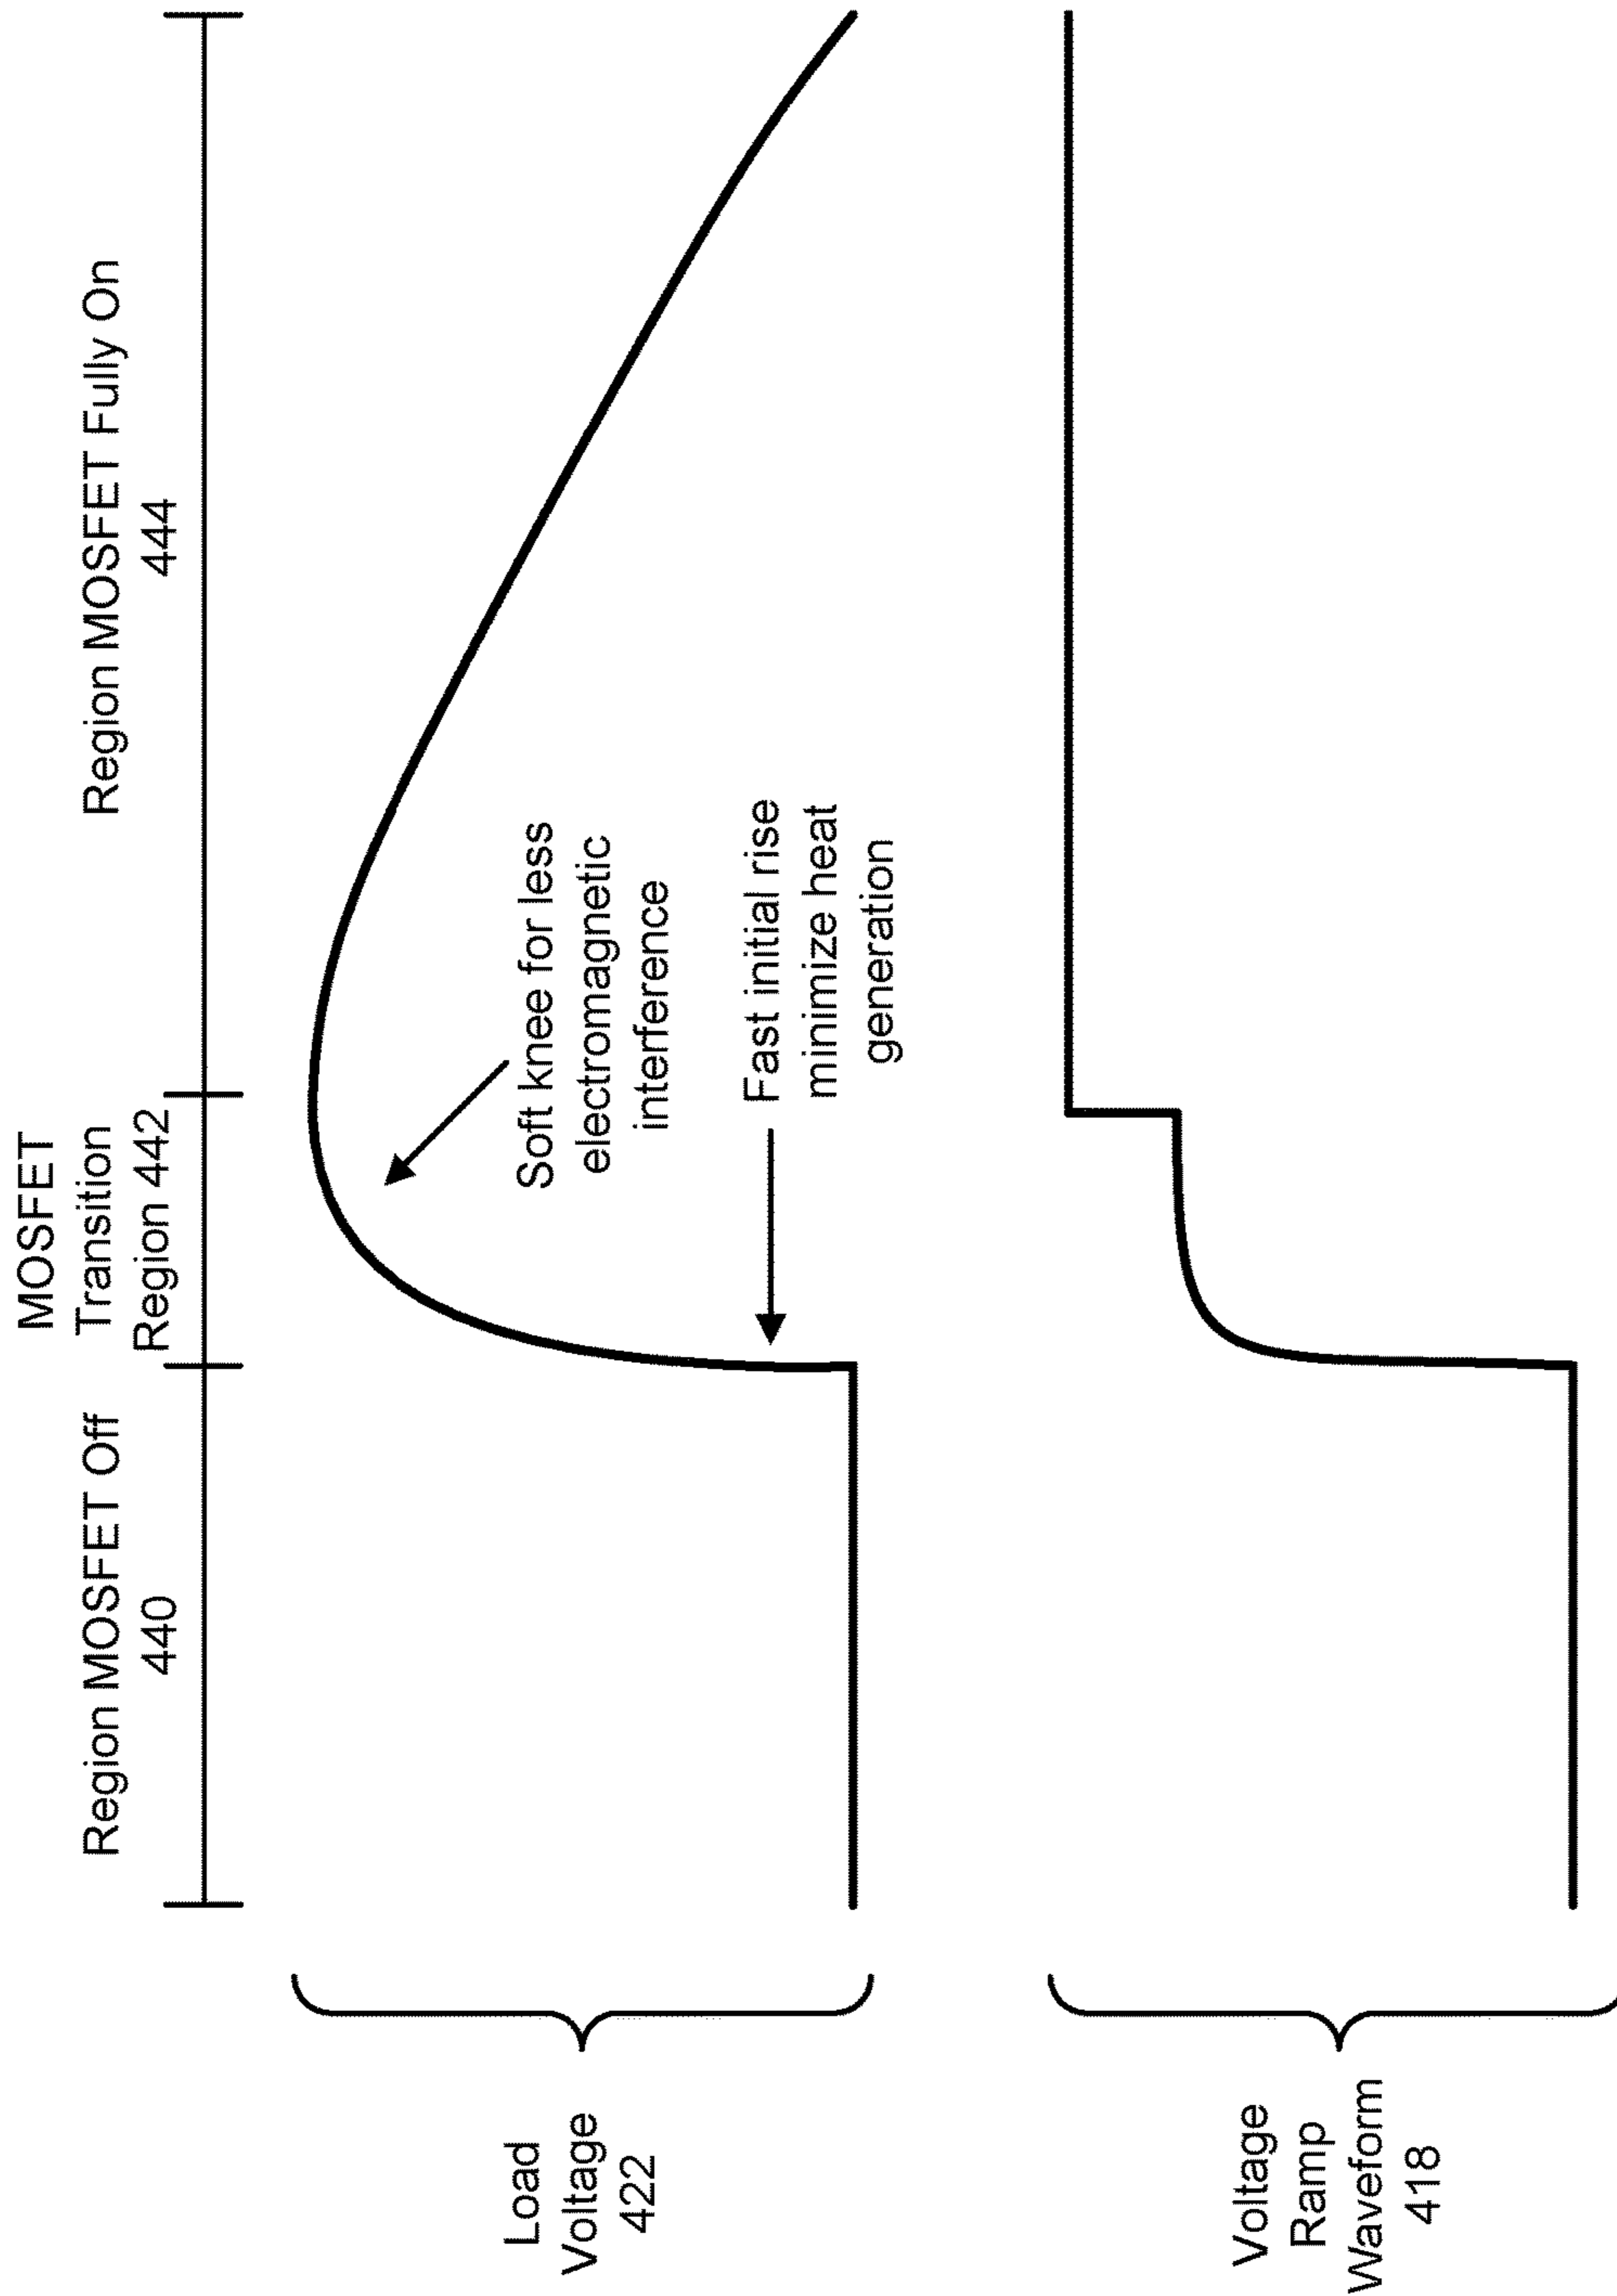 Region MOSFET Off
440
MOSFET
Transition
Region 442
Region MOSFET Fully On
444
Load
Voltage
422
Soft knee for less
electromagnetic
interference
Fast initial rise
minimize heat
generation
Voltage
Ramp
Waveform
418